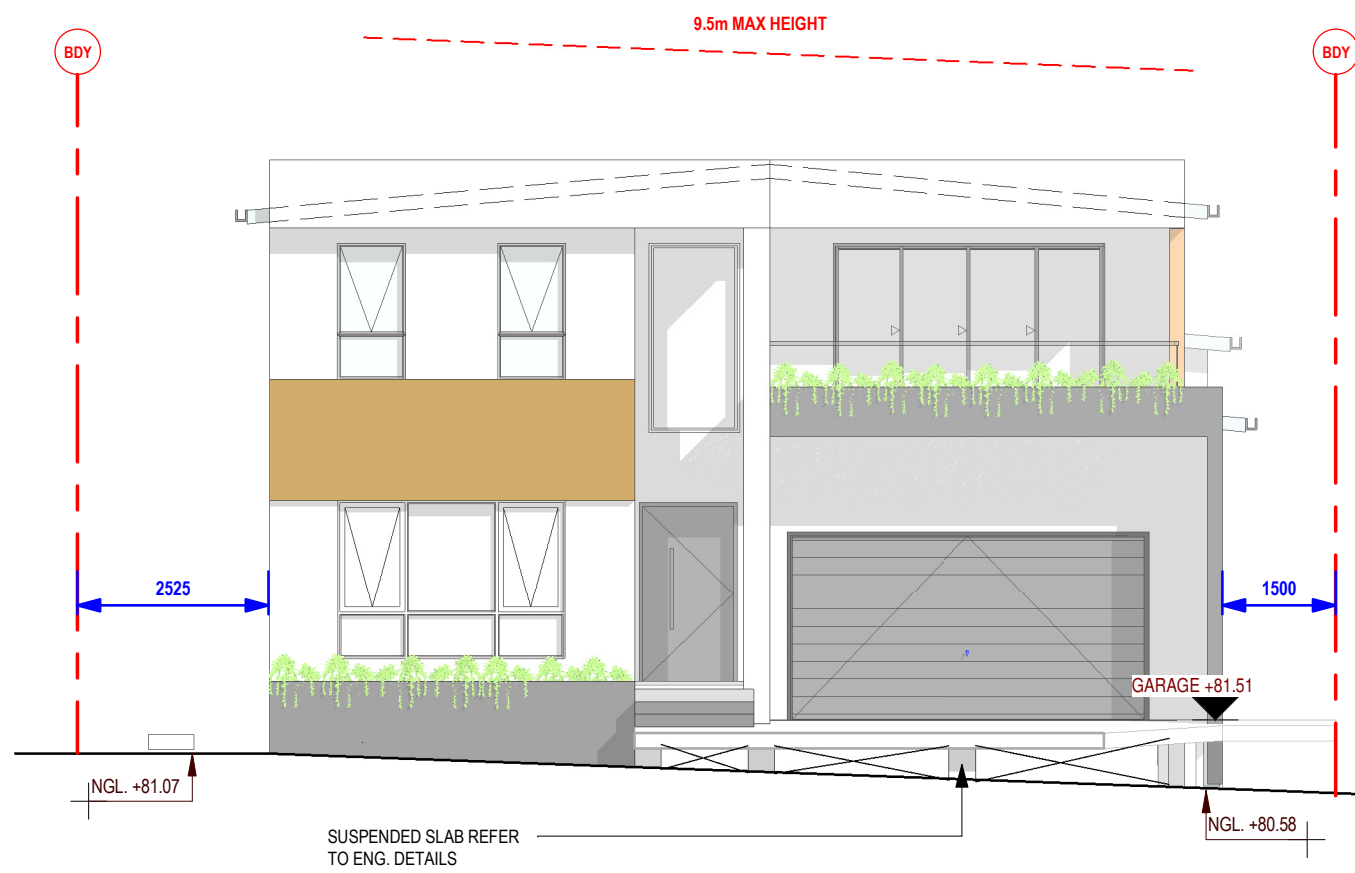 9.5m MAX HEIGHT
BDY
BDY
2525
1500
GARAGE +81.51
NGL. +81.07
NGL. +80.58
SUSPENDED SLAB REFER
TO ENG. DETAILS